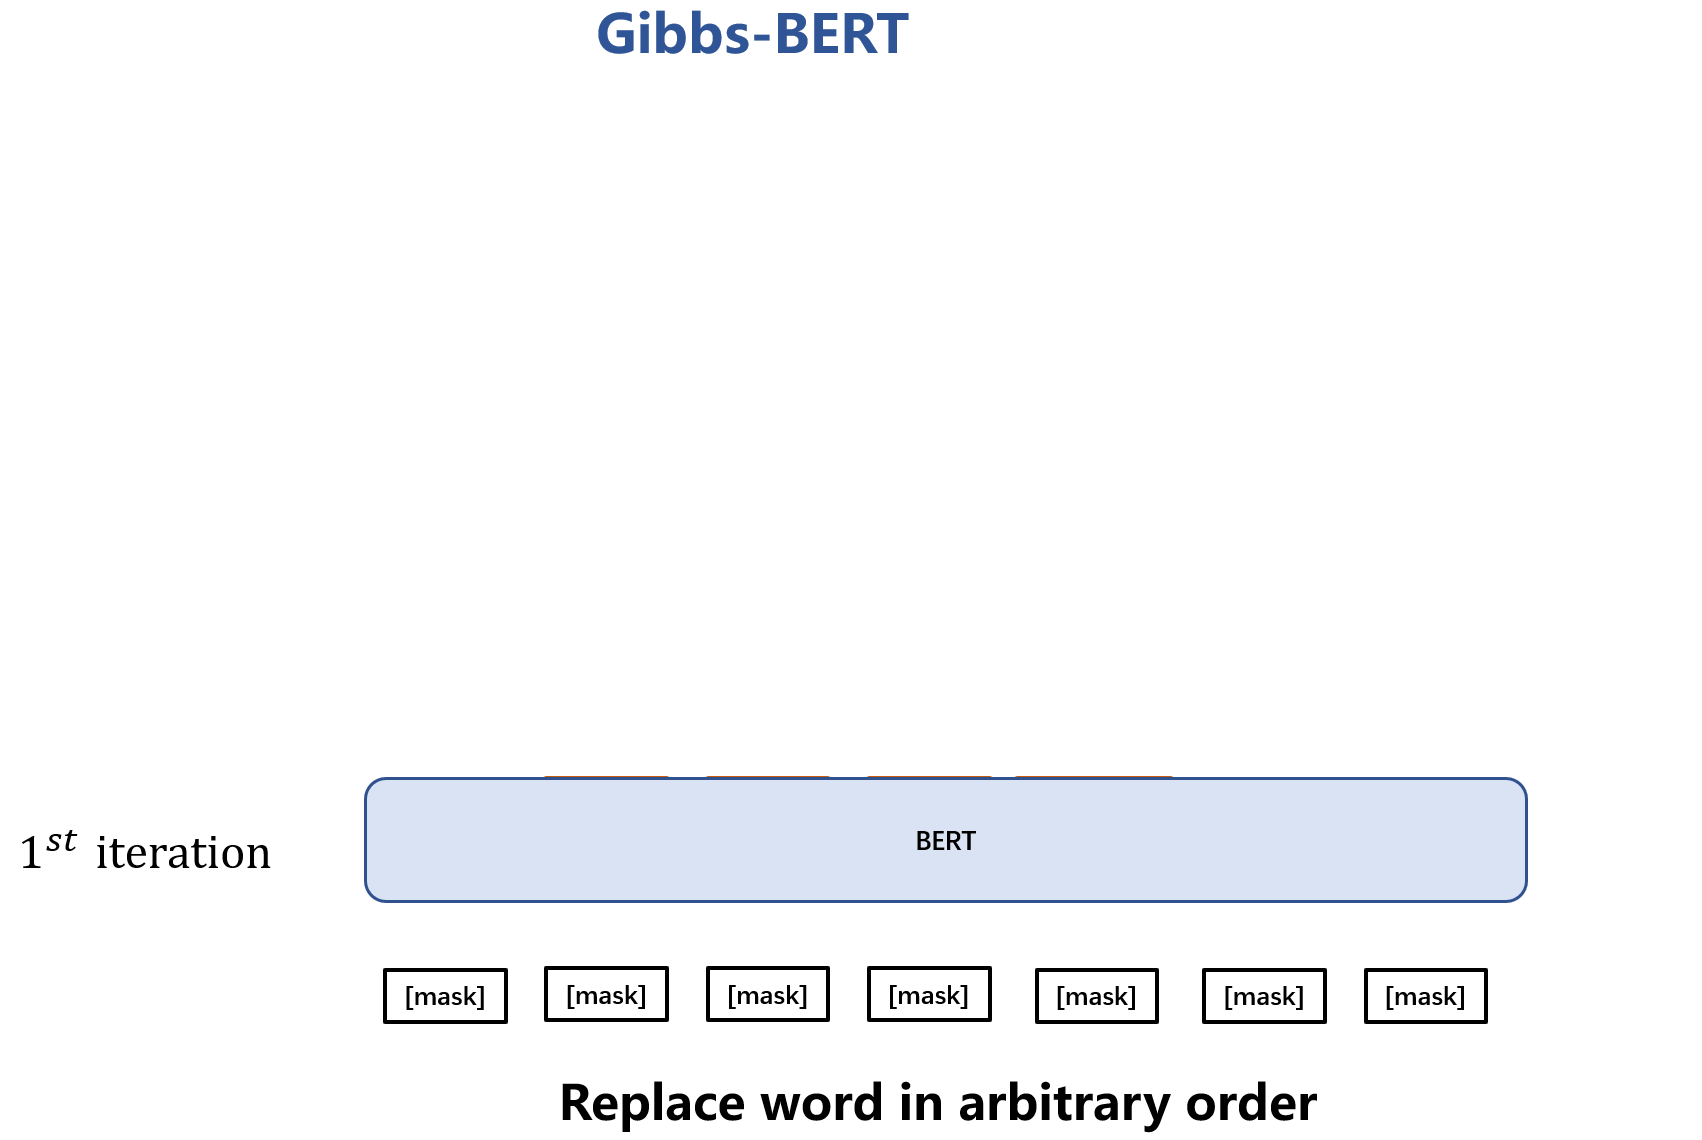 Gibbs-BERT
BERT
1st iteration
[mask] [mask] [mask] [mask] [mask] [mask] [mask]
Replace word in arbitrary order